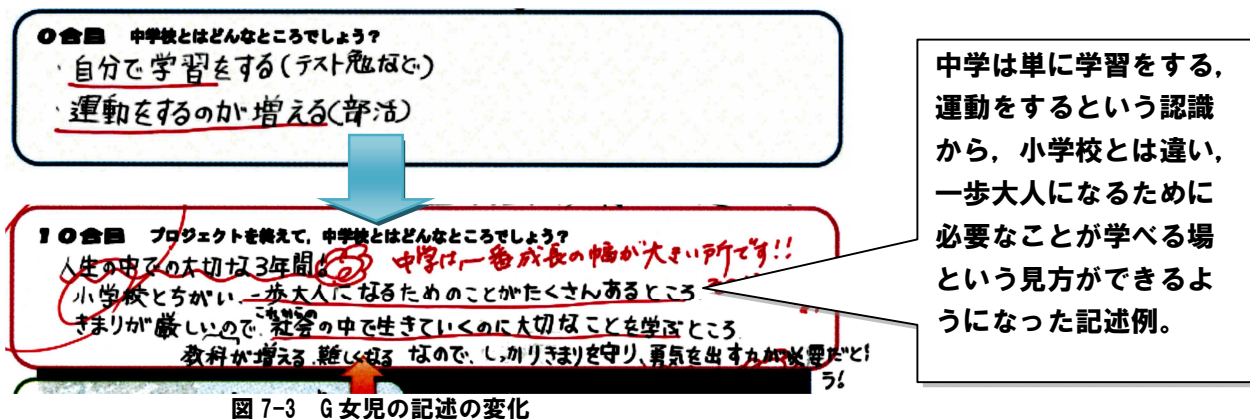 0合目 中学校とはどんなところでしょう?
・自分で学習をする(テスト勉など)
・運動をするのが増える(部活)
10合目 プロジェクトを終えて,中学校とはどんなところでしょう?
人生の中での大切な3年間。
中学は,一番成長の幅が大きい所です!!
小学校とちがい、一歩大人になるためのことがたくさんあるところ
きまりが厳しいので、これからの社会の中で生きていくのに大切なことを学ぶところ
教科が増える、難しくなる なので、しっかりきまりを守り、勇気を出す力が必要だと
う!
中学は単に学習をする,
運動をするという認識
から,小学校とは違い,
一歩大人になるために
必要なことが学べる場
という見方ができるよ
うになった記述例。
図7-3 G女児の記述の変化